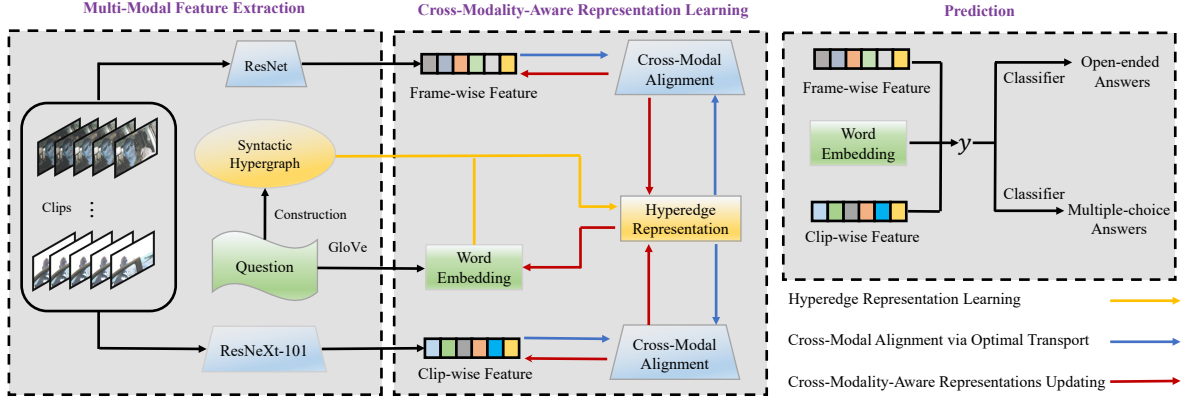 Multi-Modal Feature Extraction
Cross-Modality-Aware Representation Learning
Prediction
ResNet
Syntactic
Hypergraph
Clips
⋮
Construction
GloVe
Question
ResNeXt-101
Frame-wise Feature
Cross-Modal
Alignment
Hyperedge
Representation
Word
Embedding
Clip-wise Feature
Cross-Modal
Alignment
Frame-wise Feature
Word
Embedding
Clip-wise Feature
y
Classifier
Open-ended
Answers
Classifier
Multiple-choice
Answers
Hyperedge Representation Learning
Cross-Modal Alignment via Optimal Transport
Cross-Modality-Aware Representations Updating